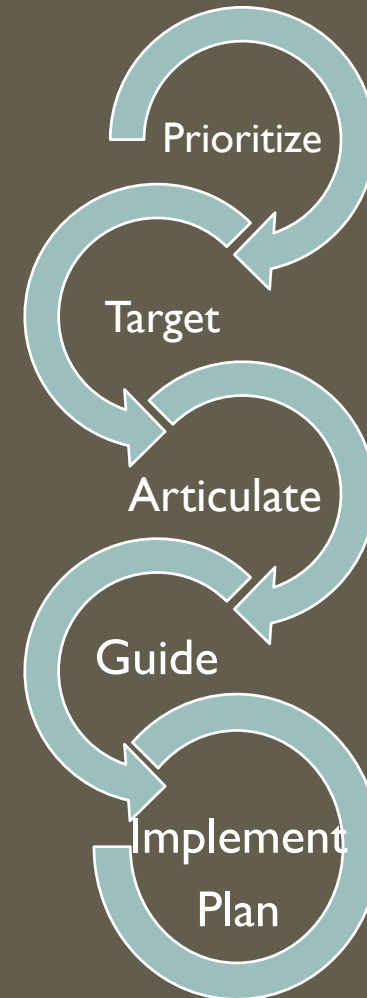 Prioritize
Target
Articulate
Guide
Implement
Plan